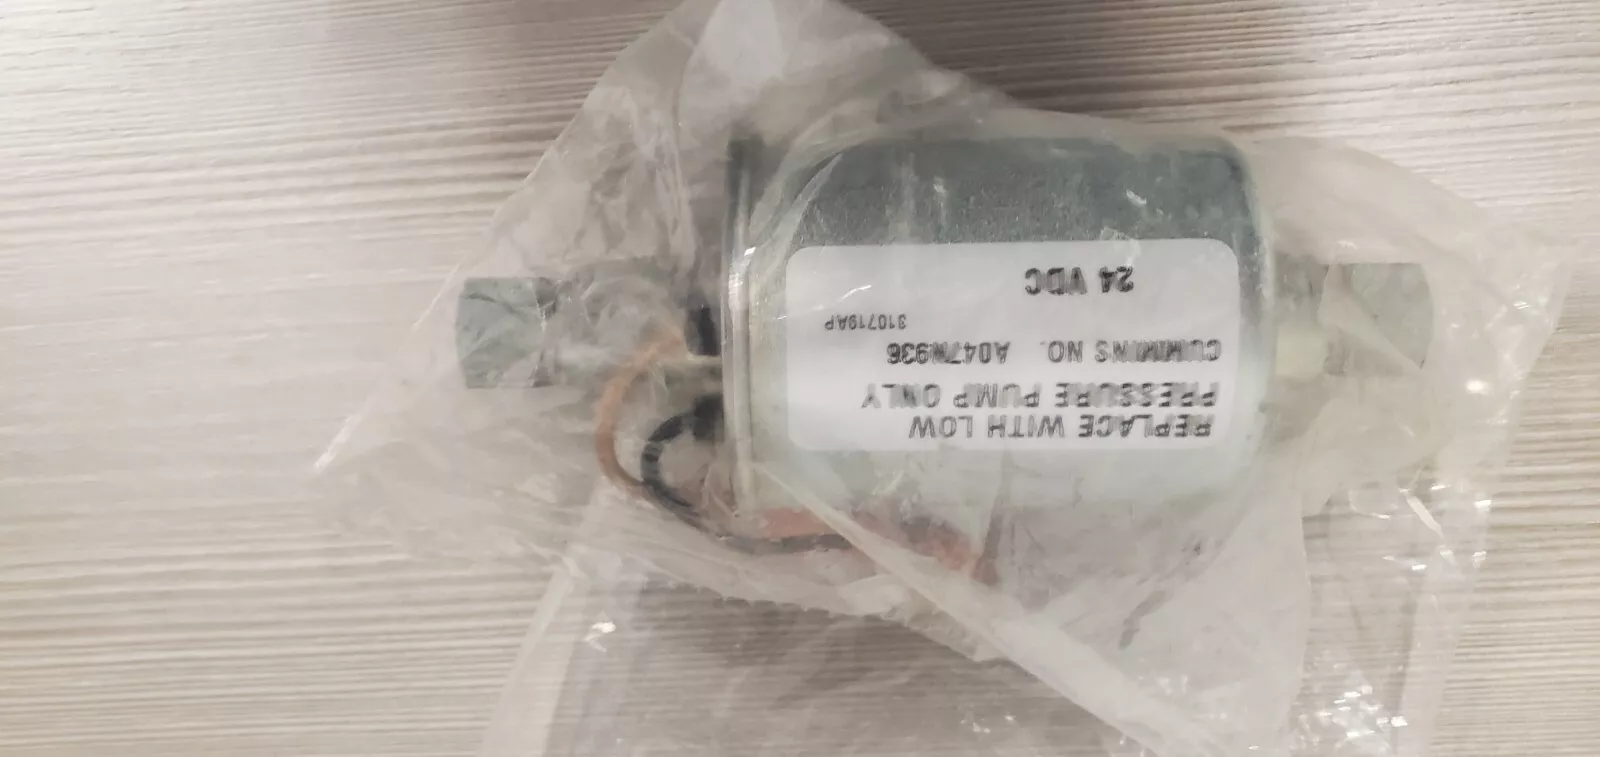 REPLACE WITH LOW
PRESSURE PUMP ONLY
CUMMINS NO. A047N936
310719AP
24 VDC